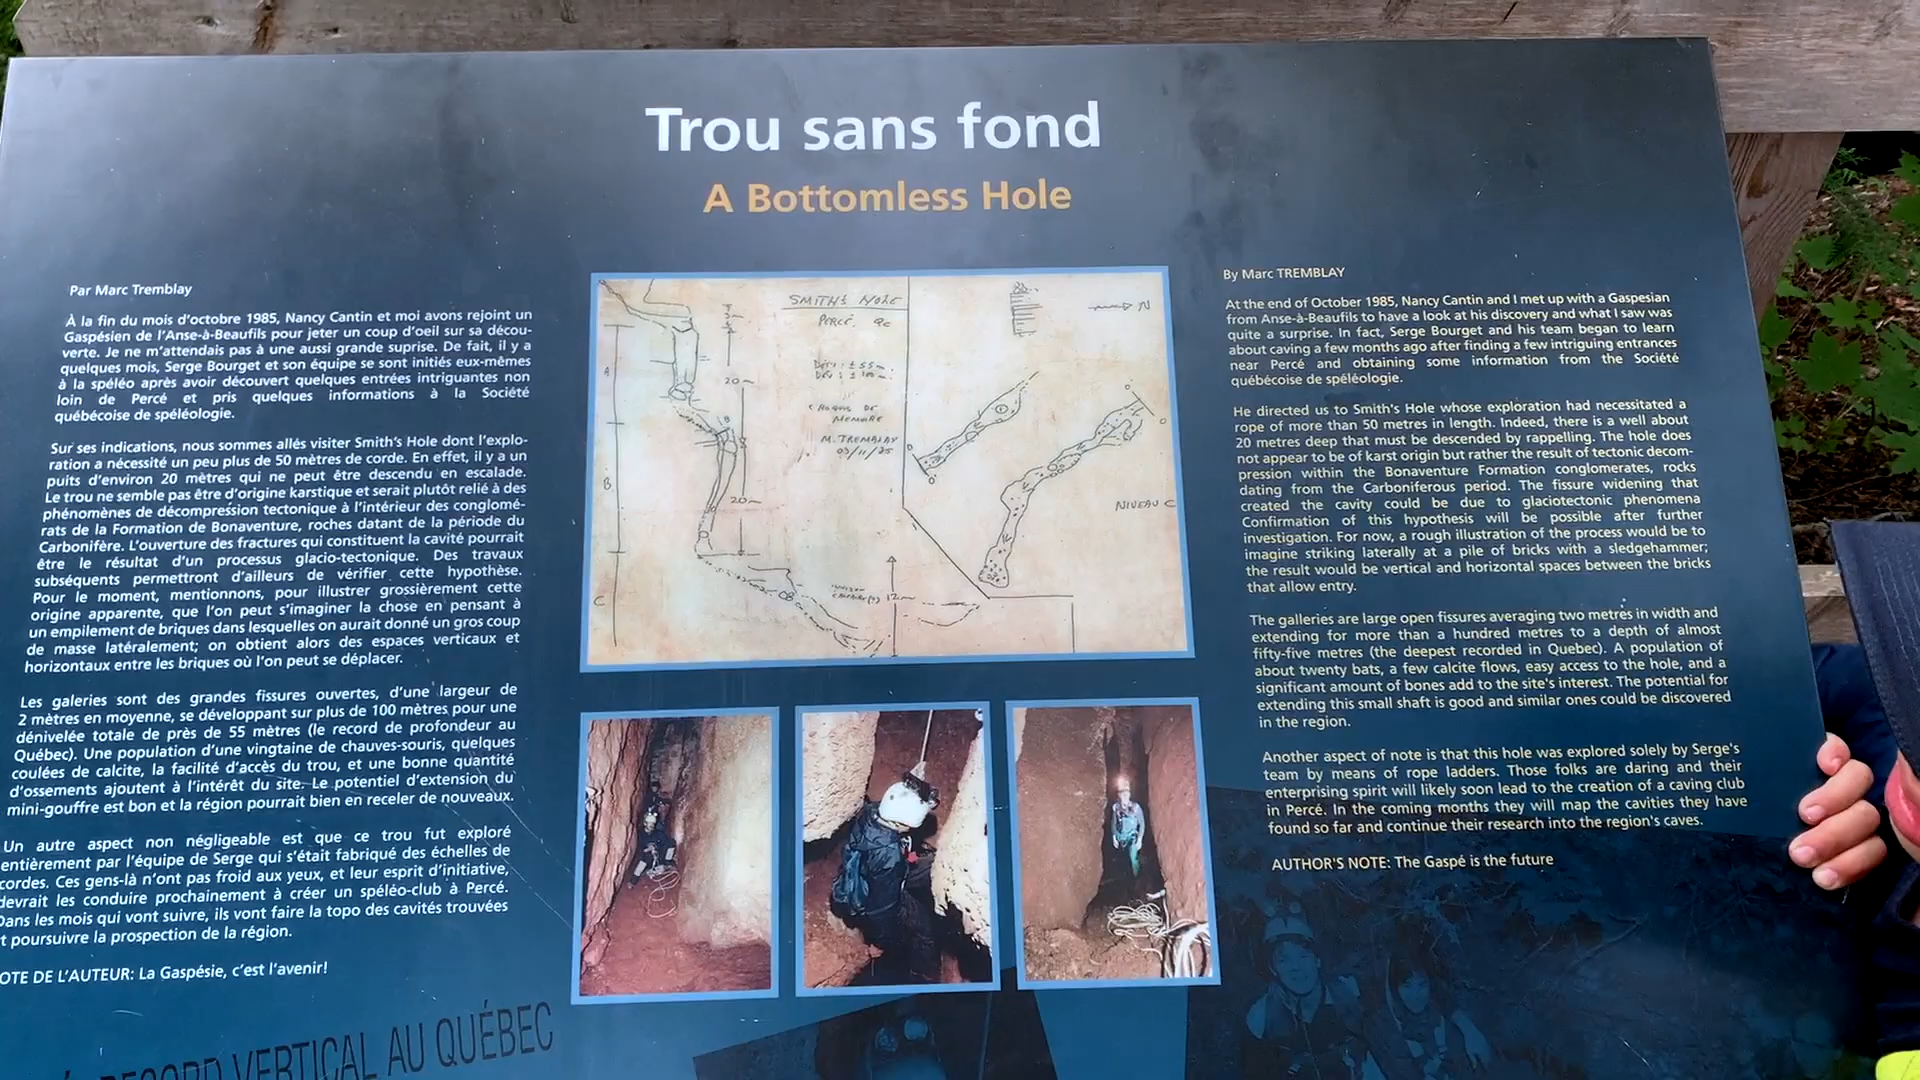 Trou sans fond
A Bottomless Hole
Par Marc Tremblay
À la fin du mois d'octobre 1985, Nancy Cantin et moi avons rejoint un
Gaspésien de l'Anse-à-Beaufils pour jeter un coup d'oeil sur sa décou-
verte. Je ne m'attendais pas à une aussi grande suprise. De fait, il y a
quelques mois, Serge Bourget et son équipe se sont initiés eux-mêmes
à la spéléo après avoir découvert quelques entrées intriguantes non
loin de Percé et pris quelques informations à la Société
québécoise de spéléologie.
Sur ses indications, nous sommes allés visiter Smith's Hole dont l'explo-
ration a nécessité un peu plus de 50 mètres de corde. En effet, il y a un
puits d'environ 20 mètres qui ne peut être descendu en escalade.
Le trou ne semble pas être d'origine karstique et serait plutôt relié à des
phénomènes de décompression tectonique à l'intérieur des conglomé-
rats de la Formation de Bonaventure, roches datant de la période du
Carbonifère. L'ouverture des fractures qui constituent la cavité pourrait
être le résultat d'un processus glacio-tectonique. Des travaux
subséquents permettront d'ailleurs de vérifier cette hypothèse.
Pour le moment, mentionnons, pour illustrer grossièrement cette
origine apparente, que l'on peut s'imaginer la chose en pensant à
un empilement de briques dans lesquelles on aurait donné un gros coup
de masse latéralement; on obtient alors des espaces verticaux et
horizontaux entre les briques où l'on peut se déplacer.
Les galeries sont des grandes fissures ouvertes, d'une largeur de
2 mètres en moyenne, se développant sur plus de 100 mètres pour une
dénivelée totale de près de 55 mètres (le record de profondeur au
Québec). Une population d'une vingtaine de chauves-souris, quelques
coulées de calcite, la facilité d'accès du trou, et une bonne quantité
d'ossements ajoutent à l'intérêt du site. Le potentiel d'extension du
mini-gouffre est bon et la région pourrait bien en receler de nouveaux.
Un autre aspect non négligeable est que ce trou fut exploré
entièrement par l'équipe de Serge qui s'était fabriqué des échelles de
cordes. Ces gens-là n'ont pas froid aux yeux, et leur esprit d'initiative,
devrait les conduire prochainement à créer un spéléo-club à Percé.
Dans les mois qui vont suivre, ils vont faire la topo des cavités trouvées
t poursuivre la prospection de la région.
OTE DE L'AUTEUR: La Gaspésie, c'est l'avenir!
RECORD VERTICAL AU QUÉBEC
SMITH'S HOLE
PERCÉ, Qc
N
DÉV: ± 100 m
CROQUIS DE
MÉMOIRE
M. TREMBLAY
03/11/85
A
20 m
B
20 m
C
12 m
NIVEAU C
By Marc TREMBLAY
At the end of October 1985, Nancy Cantin and I met up with a Gaspesian
from Anse-à-Beaufils to have a look at his discovery and what I saw was
quite a surprise. In fact, Serge Bourget and his team began to learn
about caving a few months ago after finding a few intriguing entrances
near Percé and obtaining some information from the Société
québécoise de spéléologie.
He directed us to Smith's Hole whose exploration had necessitated a
rope of more than 50 metres in length. Indeed, there is a well about
20 metres deep that must be descended by rappelling. The hole does
not appear to be of karst origin but rather the result of tectonic decom-
pression within the Bonaventure Formation conglomerates, rocks
dating from the Carboniferous period. The fissure widening that
created the cavity could be due to glaciotectonic phenomena
Confirmation of this hypothesis will be possible after further
investigation. For now, a rough illustration of the process would be to
imagine striking laterally at a pile of bricks with a sledgehammer;
the result would be vertical and horizontal spaces between the bricks
that allow entry.
The galleries are large open fissures averaging two metres in width and
extending for more than a hundred metres to a depth of almost
fifty-five metres (the deepest recorded in Quebec). A population of
about twenty bats, a few calcite flows, easy access to the hole, and a
significant amount of bones add to the site's interest. The potential for
extending this small shaft is good and similar ones could be discovered
in the region.
Another aspect of note is that this hole was explored solely by Serge's
team by means of rope ladders. Those folks are daring and their
enterprising spirit will likely soon lead to the creation of a caving club
in Percé. In the coming months they will map the cavities they have
found so far and continue their research into the region's caves.
AUTHOR'S NOTE: The Gaspé is the future